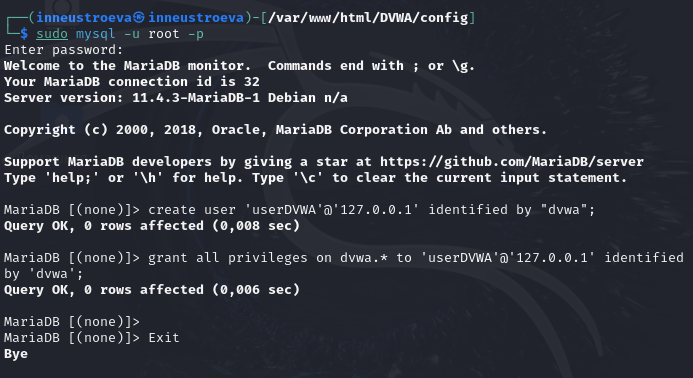 ┌──(inneustroeva㉿inneustroeva)-[/var/www/html/DVWA/config]
└─$ sudo mysql -u root -p
Enter password:
Welcome to the MariaDB monitor.  Commands end with ; or \g.
Your MariaDB connection id is 32
Server version: 11.4.3-MariaDB-1 Debian n/a

Copyright (c) 2000, 2018, Oracle, MariaDB Corporation Ab and others.

Support MariaDB developers by giving a star at https://github.com/MariaDB/server
Type 'help;' or '\h' for help. Type '\c' to clear the current input statement.

MariaDB [(none)]> create user 'userDVWA'@'127.0.0.1' identified by "dvwa";
Query OK, 0 rows affected (0,008 sec)

MariaDB [(none)]> grant all privileges on dvwa.* to 'userDVWA'@'127.0.0.1' identified
by 'dvwa';
Query OK, 0 rows affected (0,006 sec)

MariaDB [(none)]>
MariaDB [(none)]> Exit
Bye